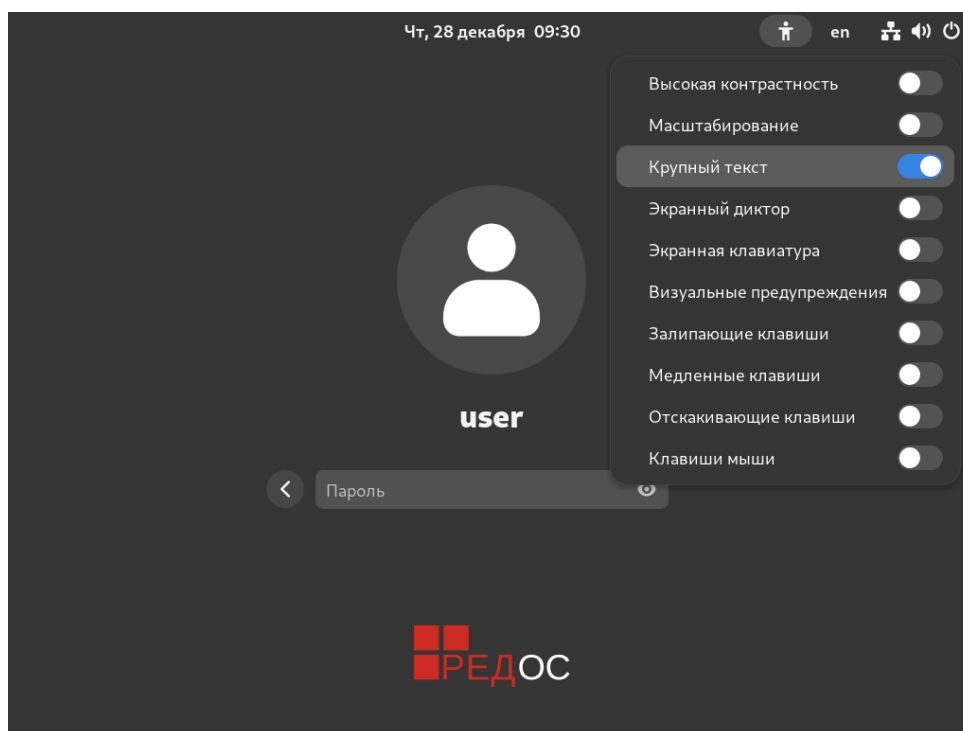 Чт, 28 декабря 09:30
en
Высокая контрастность
Масштабирование
Крупный текст
Экранный диктор
Экранная клавиатура
Визуальные предупреждения
Залипающие клавиши
Медленные клавиши
Отскакивающие клавиши
Клавиши мыши
user
Пароль
РЕДОС